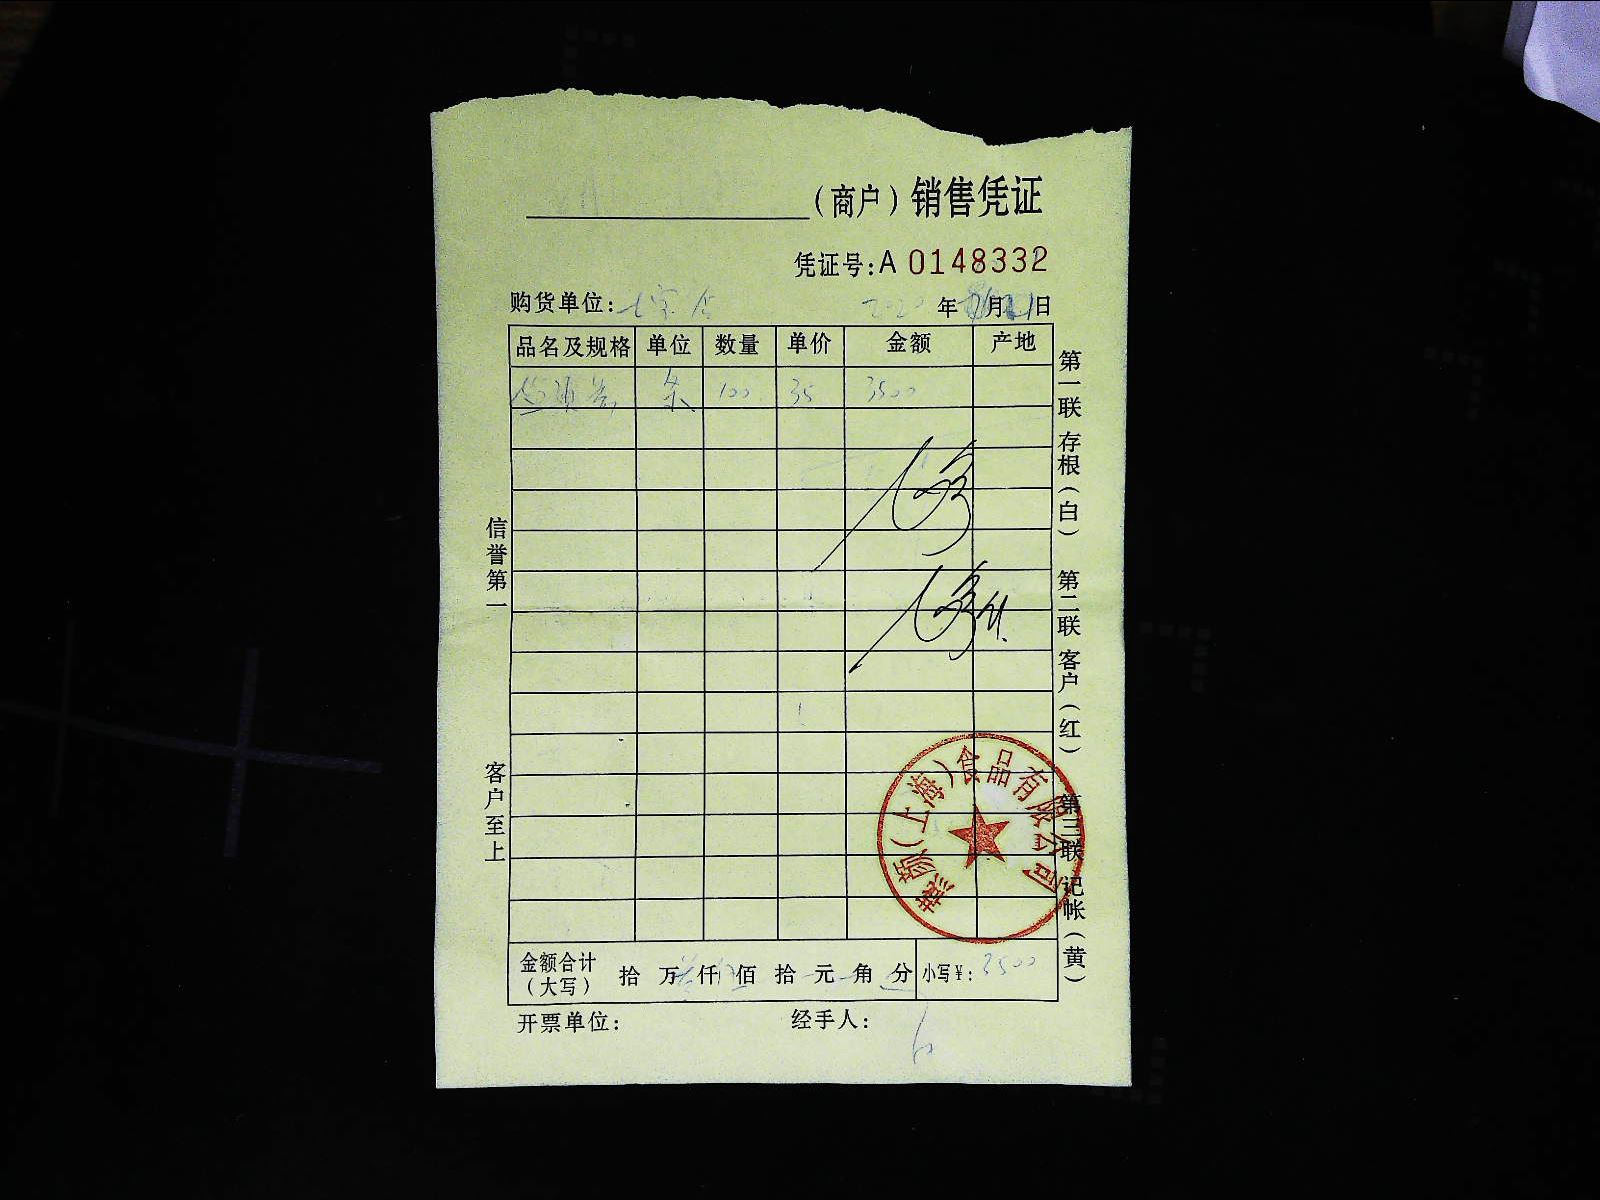 （商户）销售凭证
凭证号：A 0148332
购货单位： 2020 年 月 21 日
品名及规格 单位 数量 单价 金额 产地
条 100 35 3500
信誉第一
客户至上
第一联 存根（白） 第二联 客户（红） 第三联 记帐（黄）
（上海）食品有限公司
金额合计（大写） 拾 万 仟 佰 拾 元 角 分 小写￥：3500
开票单位： 经手人：